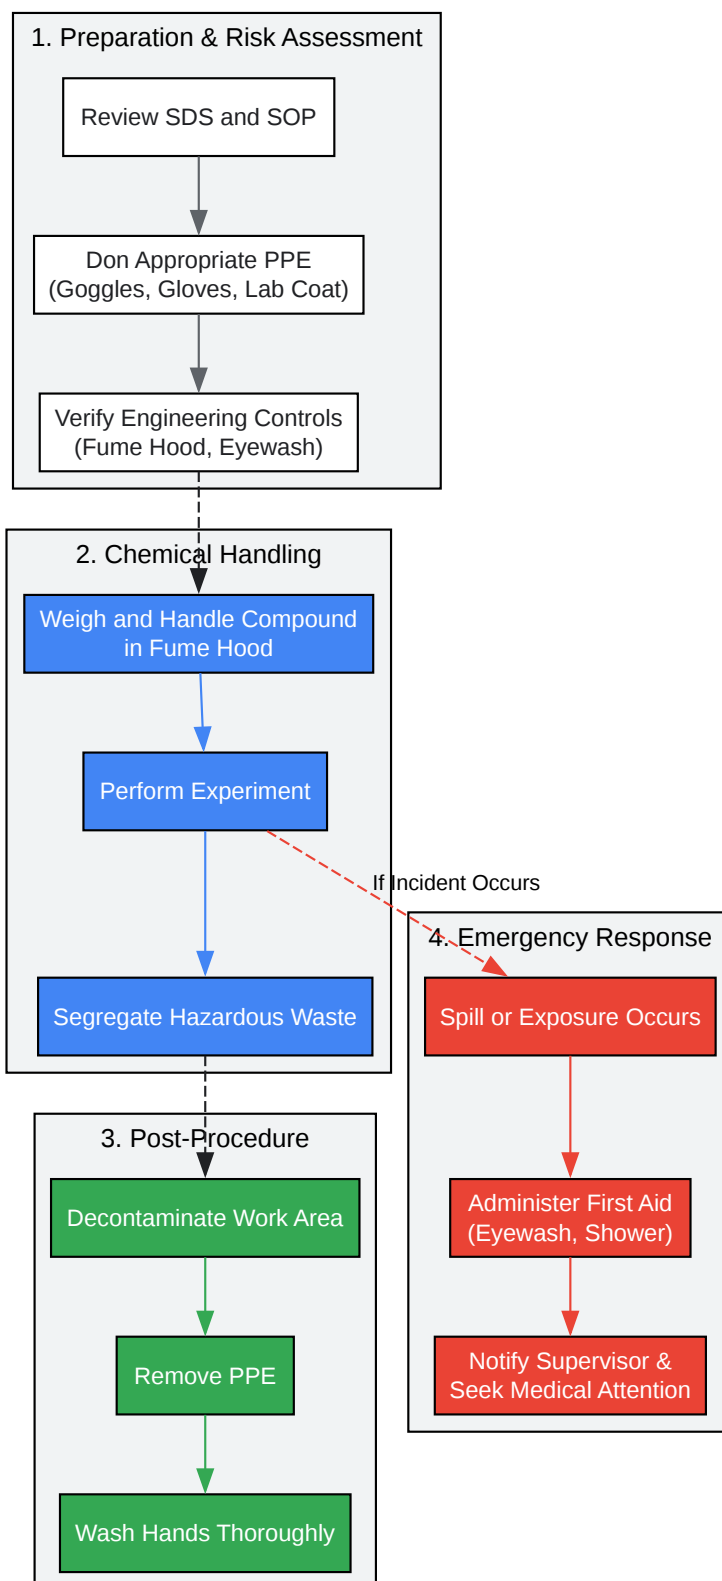 1. Preparation & Risk Assessment
Review SDS and SOP
Don Appropriate PPE
(Goggles, Gloves, Lab Coat)
Verify Engineering Controls
(Fume Hood, Eyewash)
2. Chemical Handling
Weigh and Handle Compound
in Fume Hood
Perform Experiment
If Incident Occurs
Segregate Hazardous Waste
4. Emergency Response
Spill or Exposure Occurs
Administer First Aid
(Eyewash, Shower)
Notify Supervisor &
Seek Medical Attention
3. Post-Procedure
Decontaminate Work Area
Remove PPE
Wash Hands Thoroughly